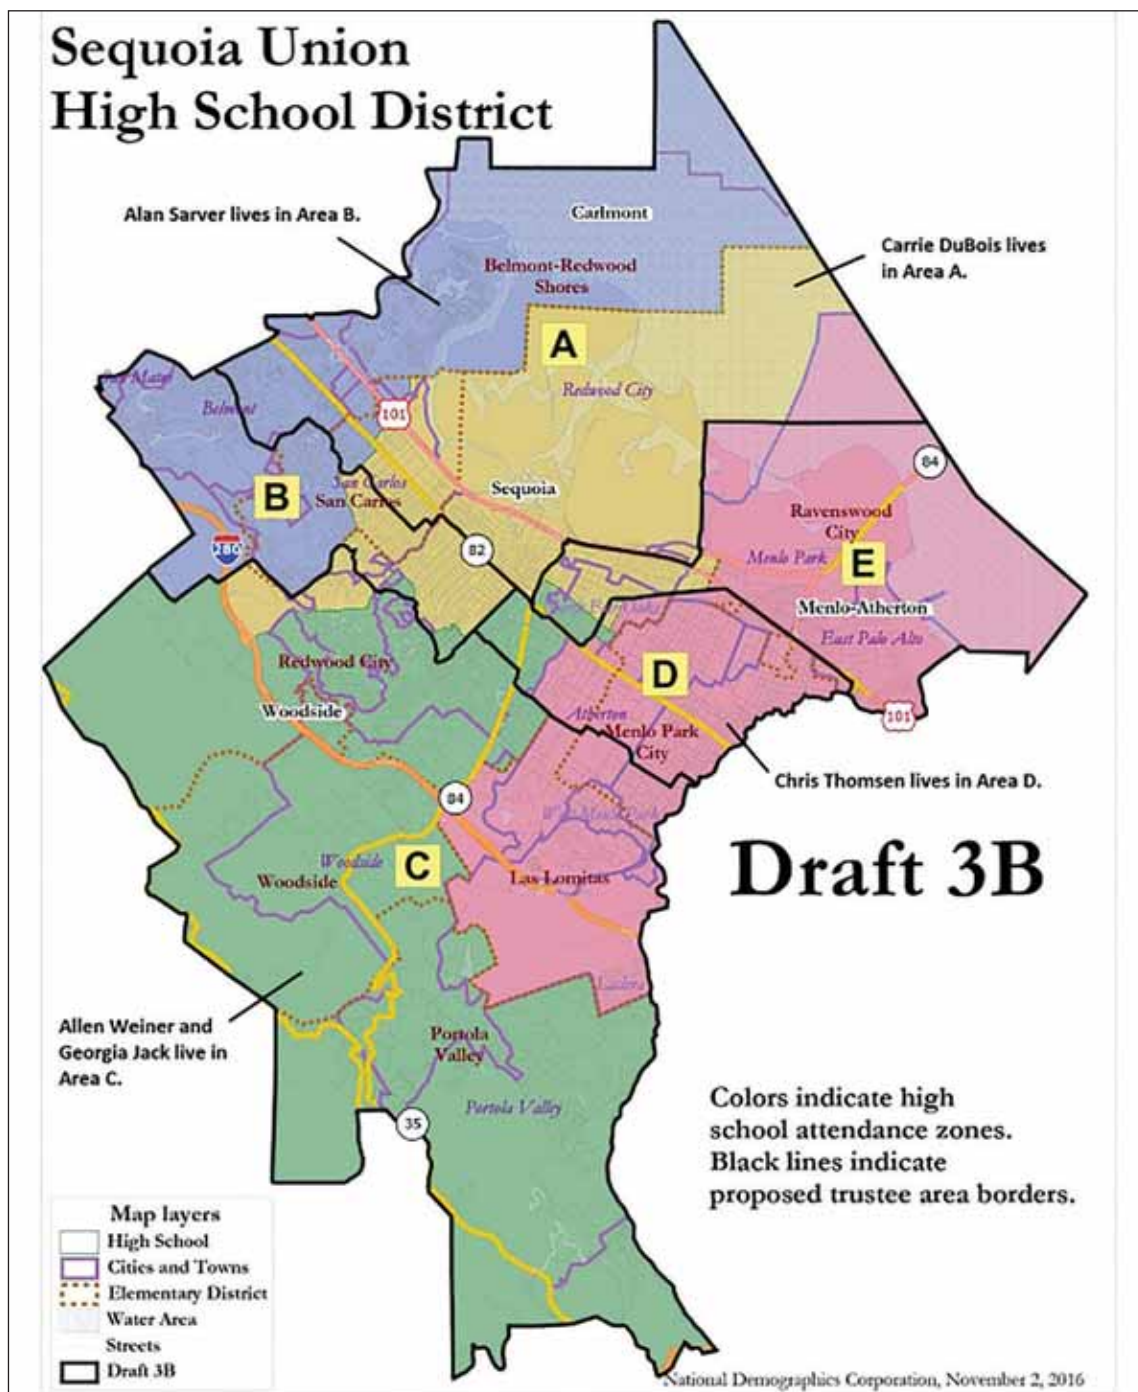 Sequoia Union
High School District
Alan Sarver lives in Area B.
Carlmont
Carrie DuBois lives
in Area A.
Belmont-Redwood
Shores
A
Redwood City
Belmont
101
B
San Carlos
San Carlos
Sequoia
84
Ravenswood
City
280
82
Menlo Park
E
Menlo-Atherton
East Palo Alto
Redwood City
D
Woodside
Atherton
Menlo Park
City
101
Chris Thomsen lives in Area D.
84
Draft 3B
C
Woodside
Woodside
Las Lomitas
Ladera
Allen Weiner and
Georgia Jack live in
Area C.
Portola
Valley
Portola Valley
35
Colors indicate high
school attendance zones.
Black lines indicate
proposed trustee area borders.
Map layers
High School
Cities and Towns
Elementary District
Water Area
Streets
Draft 3B
National Demographics Corporation, November 2, 2016